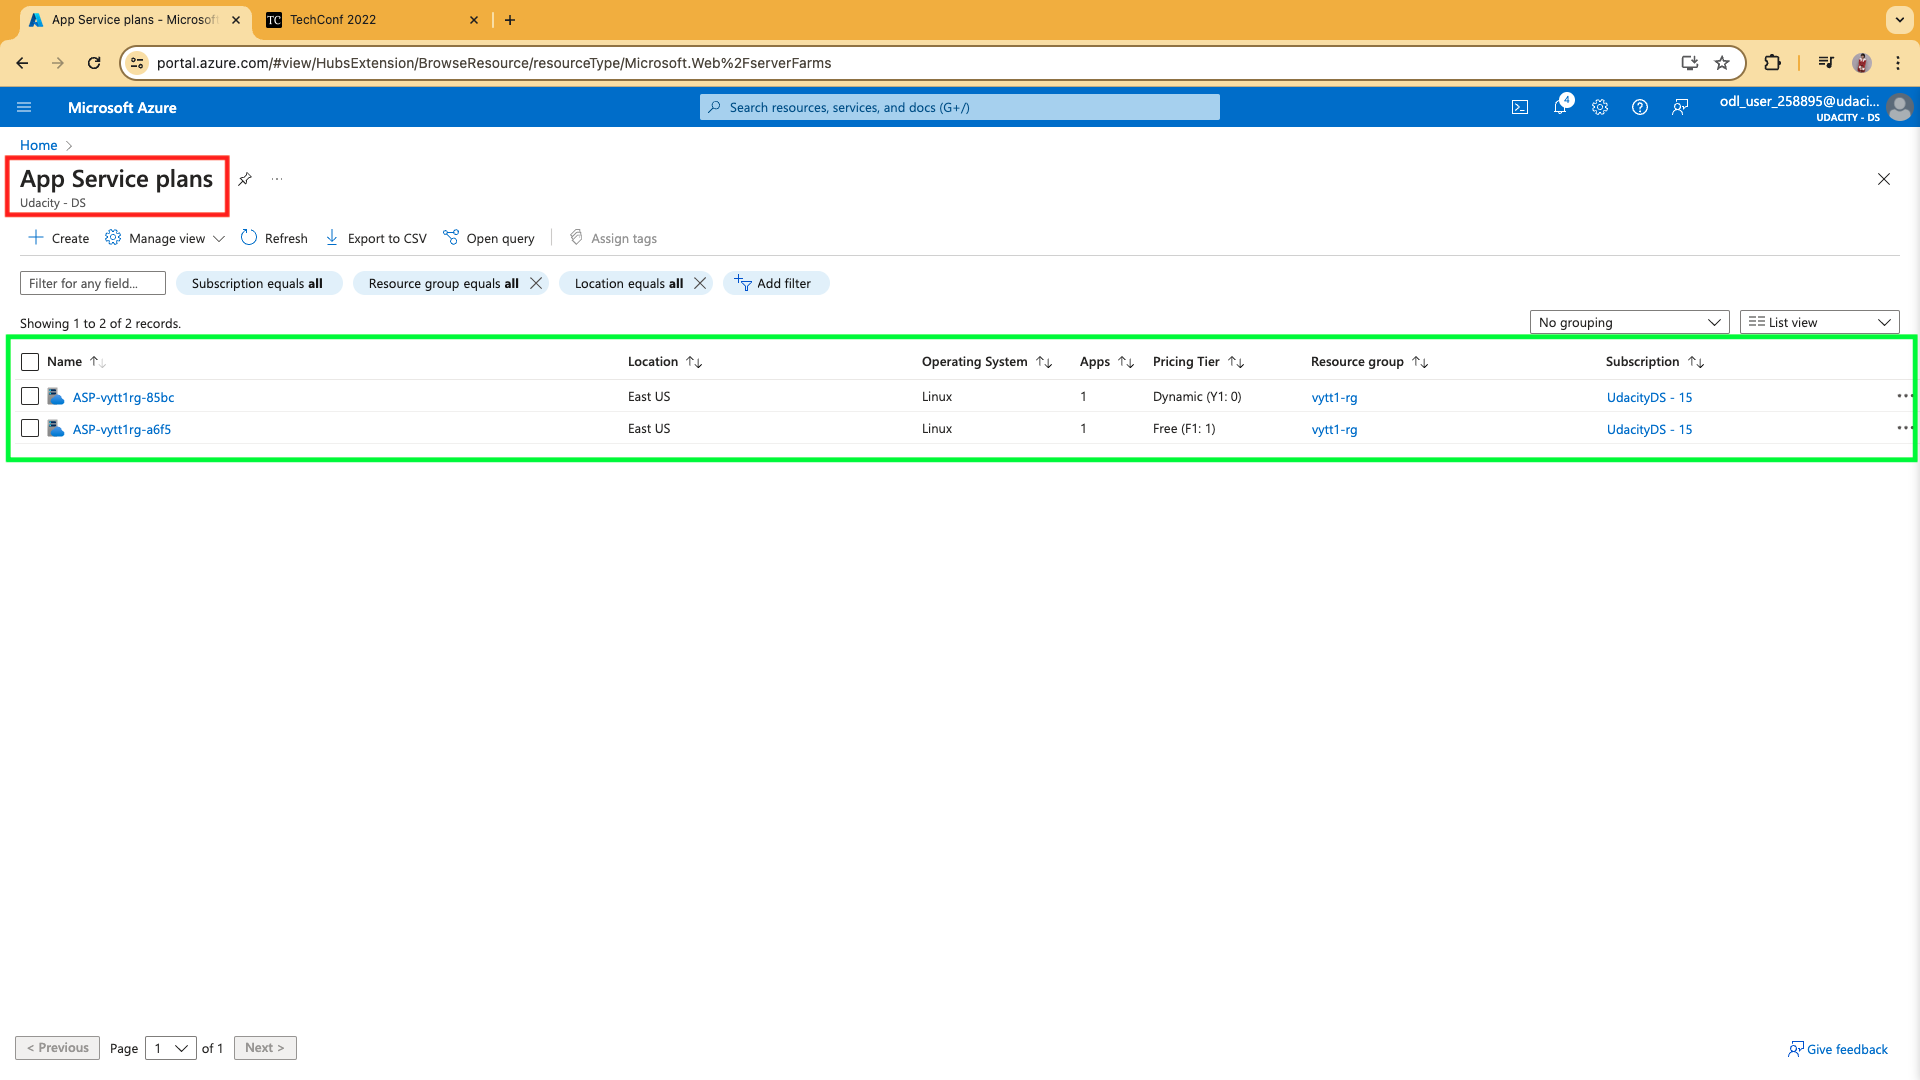 App Service plans - Microsof
TechConf 2022
portal.azure.com/#view/HubsExtension/BrowseResource/resourceType/Microsoft.Web%2FserverFarms
Microsoft Azure
Search resources, services, and docs (G+/)
4
odl_user_258895@udaci...
UDACITY - DS
Home
App Service plans
Udacity - DS
Create
Manage view
Refresh
Export to CSV
Open query
Assign tags
Filter for any field...
Subscription equals all
Resource group equals all
Location equals all
Add filter
Showing 1 to 2 of 2 records.
No grouping
List view
Name Location Operating System Apps Pricing Tier Resource group Subscription
ASP-vytt1rg-85bc East US Linux 1 Dynamic (Y1: 0) vytt1-rg UdacityDS - 15
ASP-vytt1rg-a6f5 East US Linux 1 Free (F1: 1) vytt1-rg UdacityDS - 15
< Previous Page 1 of 1 Next >
Give feedback